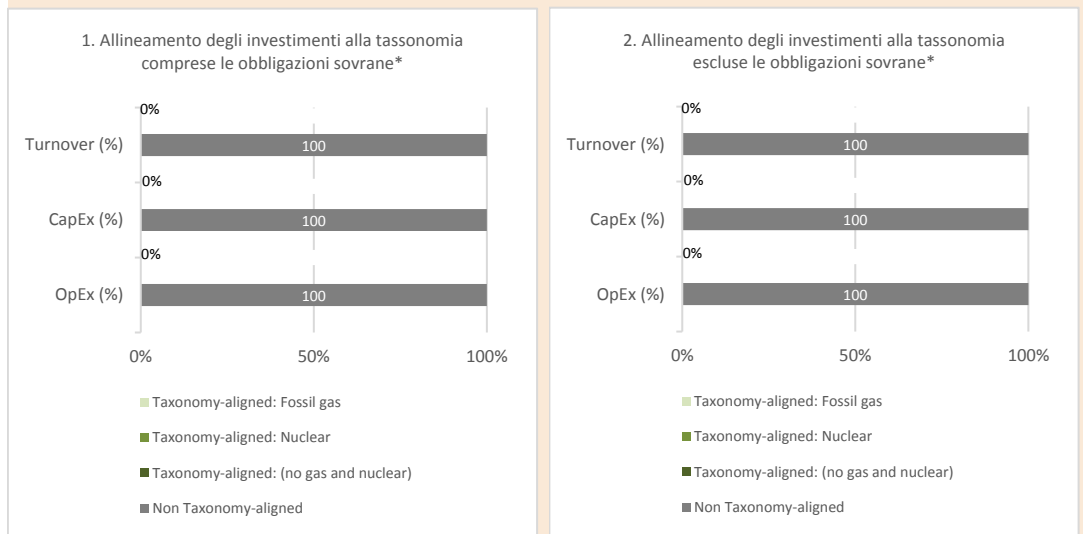 1. Allineamento degli investimenti alla tassonomia
comprese le obbligazioni sovrane*
0%
Turnover (%)
100
0%
CapEx (%)
100
0%
OpEx (%)
100
0%
50%
100%
Taxonomy-aligned: Fossil gas
Taxonomy-aligned: Nuclear
Taxonomy-aligned: (no gas and nuclear)
Non Taxonomy-aligned
2. Allineamento degli investimenti alla tassonomia
escluse le obbligazioni sovrane*
0%
Turnover (%)
100
0%
CapEx (%)
100
0%
OpEx (%)
100
0%
50%
100%
Taxonomy-aligned: Fossil gas
Taxonomy-aligned: Nuclear
Taxonomy-aligned: (no gas and nuclear)
Non Taxonomy-aligned